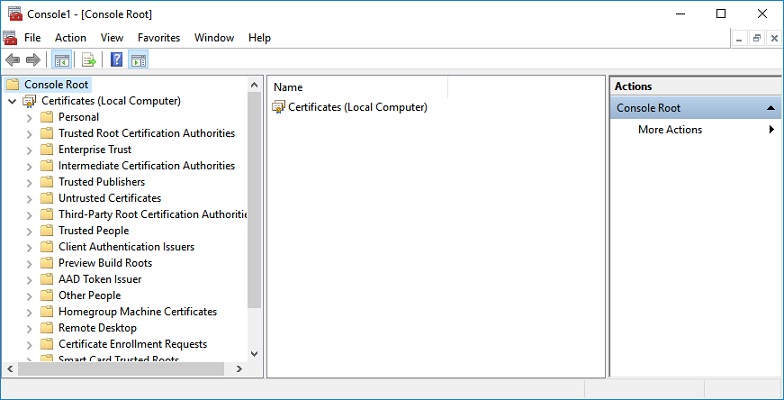 Console1 - [Console Root]
File Action View Favorites Window Help
Console Root
Certificates (Local Computer)
Personal
Trusted Root Certification Authorities
Enterprise Trust
Intermediate Certification Authorities
Trusted Publishers
Untrusted Certificates
Third-Party Root Certification Authoritie
Trusted People
Client Authentication Issuers
Preview Build Roots
AAD Token Issuer
Other People
Homegroup Machine Certificates
Remote Desktop
Certificate Enrollment Requests
Smart Card Trusted Roots
Name
Certificates (Local Computer)
Actions
Console Root
More Actions